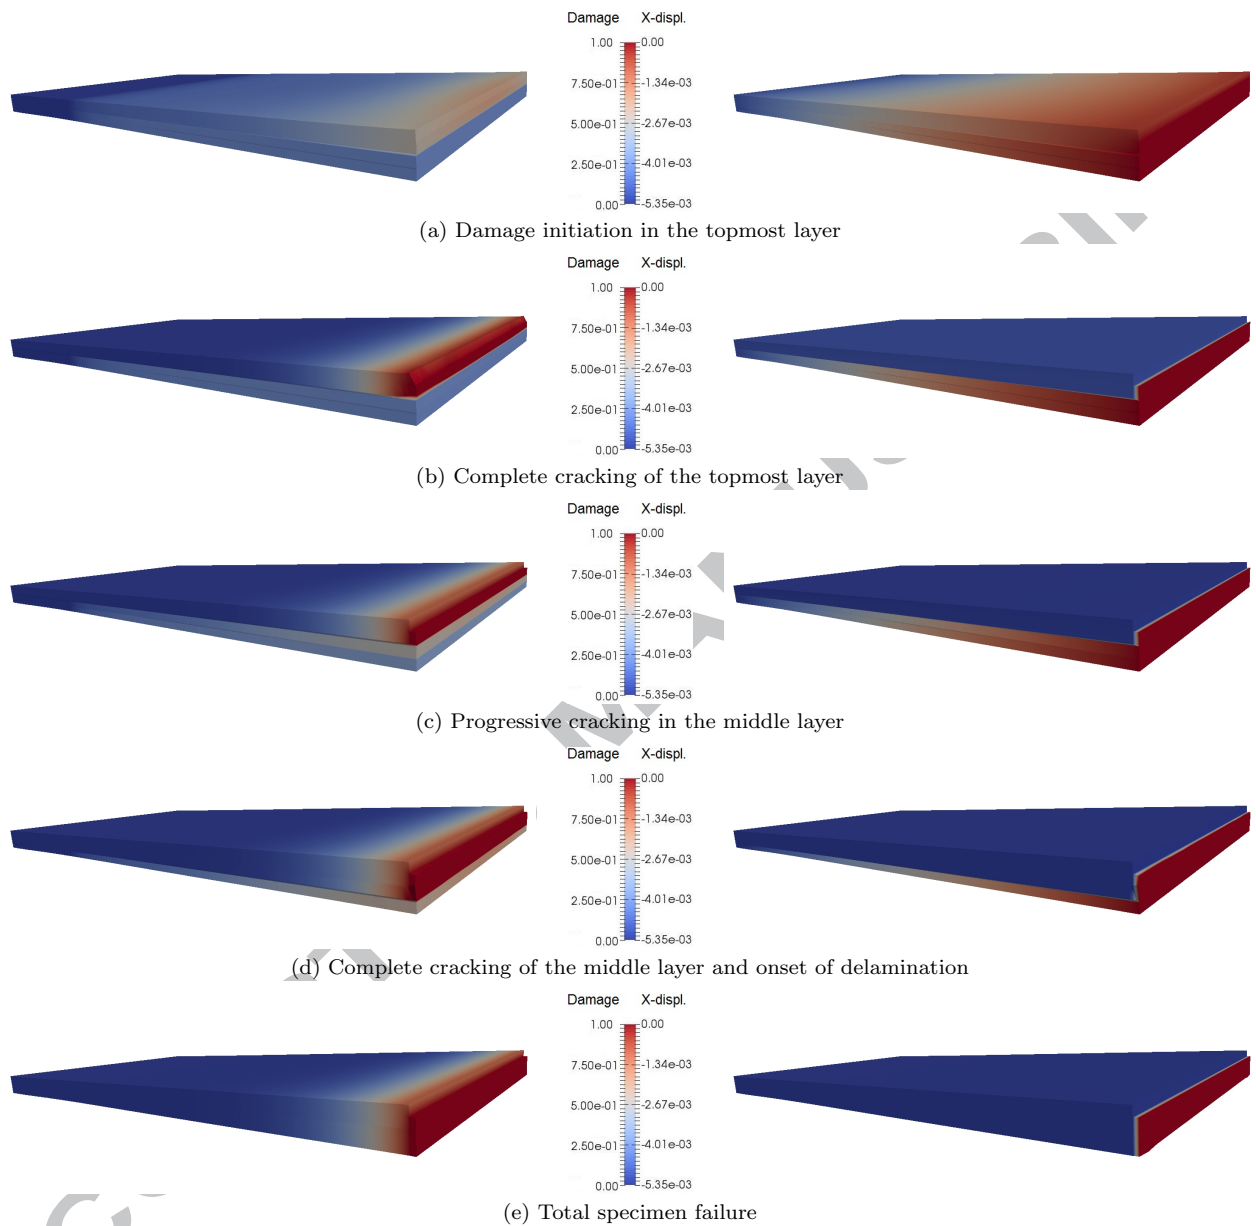 Damage X-displ.
1.00 0.00
7.50e-01 -1.34e-03
5.00e-01 -2.67e-03
2.50e-01 -4.01e-03
0.00 -5.35e-03
(a) Damage initiation in the topmost layer
Damage X-displ.
1.00 0.00
7.50e-01 -1.34e-03
5.00e-01 -2.67e-03
2.50e-01 -4.01e-03
0.00 -5.35e-03
(b) Complete cracking of the topmost layer
Damage X-displ.
1.00 0.00
7.50e-01 -1.34e-03
5.00e-01 -2.67e-03
2.50e-01 -4.01e-03
0.00 -5.35e-03
(c) Progressive cracking in the middle layer
Damage X-displ.
1.00 0.00
7.50e-01 -1.34e-03
5.00e-01 -2.67e-03
2.50e-01 -4.01e-03
0.00 -5.35e-03
(d) Complete cracking of the middle layer and onset of delamination
Damage X-displ.
1.00 0.00
7.50e-01 -1.34e-03
5.00e-01 -2.67e-03
2.50e-01 -4.01e-03
0.00 -5.35e-03
(e) Total specimen failure